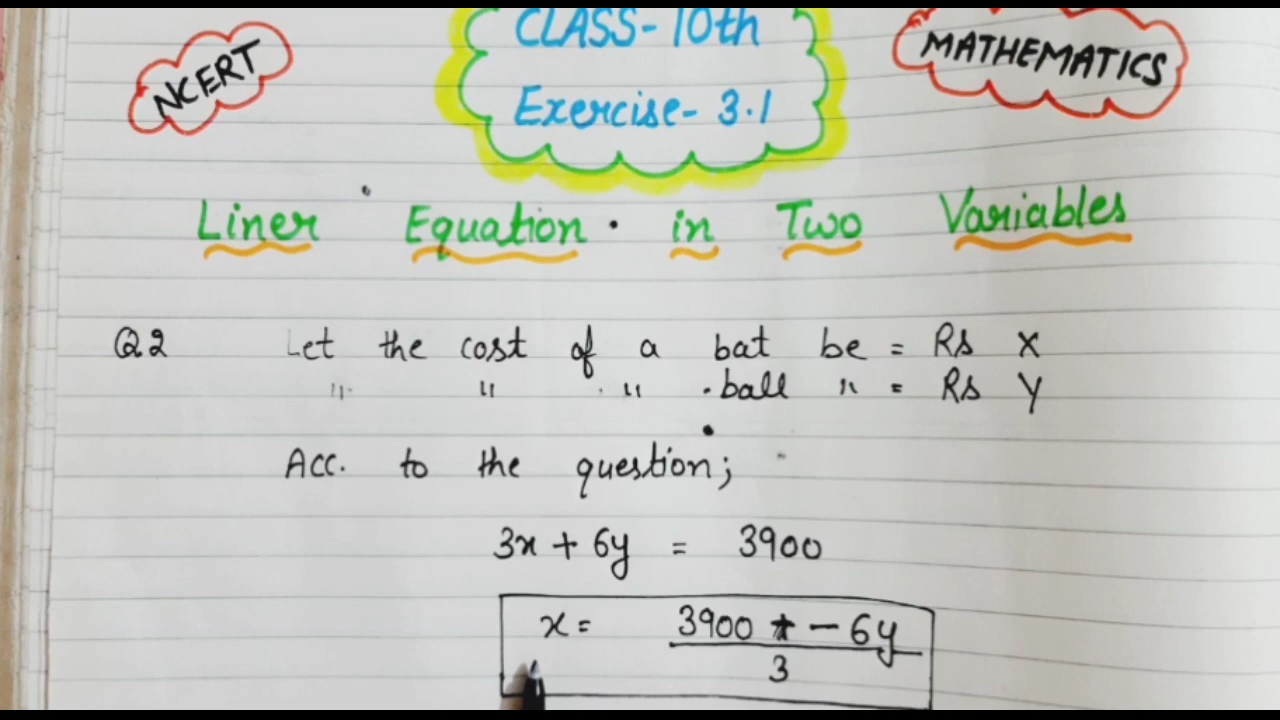 NCERT
CLASS-10th
Exercise-3.1
MATHEMATICS
Liner Equation in Two Variables
Q2 Let the cost of a bat be = Rs X
" " " ball " = Rs Y
Acc. to the question;
3x + 6y = 3900
x = 3900 - 6y
3